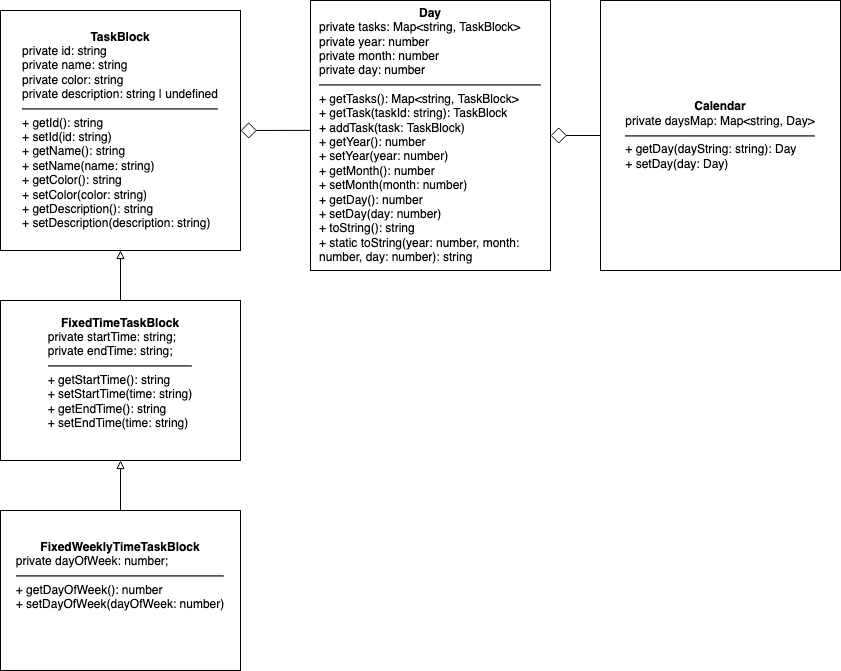 TaskBlock
private id: string
private name: string
private color: string
private description: string | undefined
+ getId(): string
+ setId(id: string)
+ getName(): string
+ setName(name: string)
+ getColor(): string
+ setColor(color: string)
+ getDescription(): string
+ setDescription(description: string)
Day
private tasks: Map<string, TaskBlock>
private year: number
private month: number
private day: number
+ getTasks(): Map<string, TaskBlock>
+ getTask(taskId: string): TaskBlock
+ addTask(task: TaskBlock)
+ getYear(): number
+ setYear(year: number)
+ getMonth(): number
+ setMonth(month: number)
+ getDay(): number
+ setDay(day: number)
+ toString(): string
+ static toString(year: number, month:
number, day: number): string
Calendar
private daysMap: Map<string, Day>
+ getDay(dayString: string): Day
+ setDay(day: Day)
FixedTimeTaskBlock
private startTime: string;
private endTime: string;
+ getStartTime(): string
+ setStartTime(time: string)
+ getEndTime(): string
+ setEndTime(time: string)
FixedWeeklyTimeTaskBlock
private dayOfWeek: number;
+ getDayOfWeek(): number
+ setDayOfWeek(dayOfWeek: number)